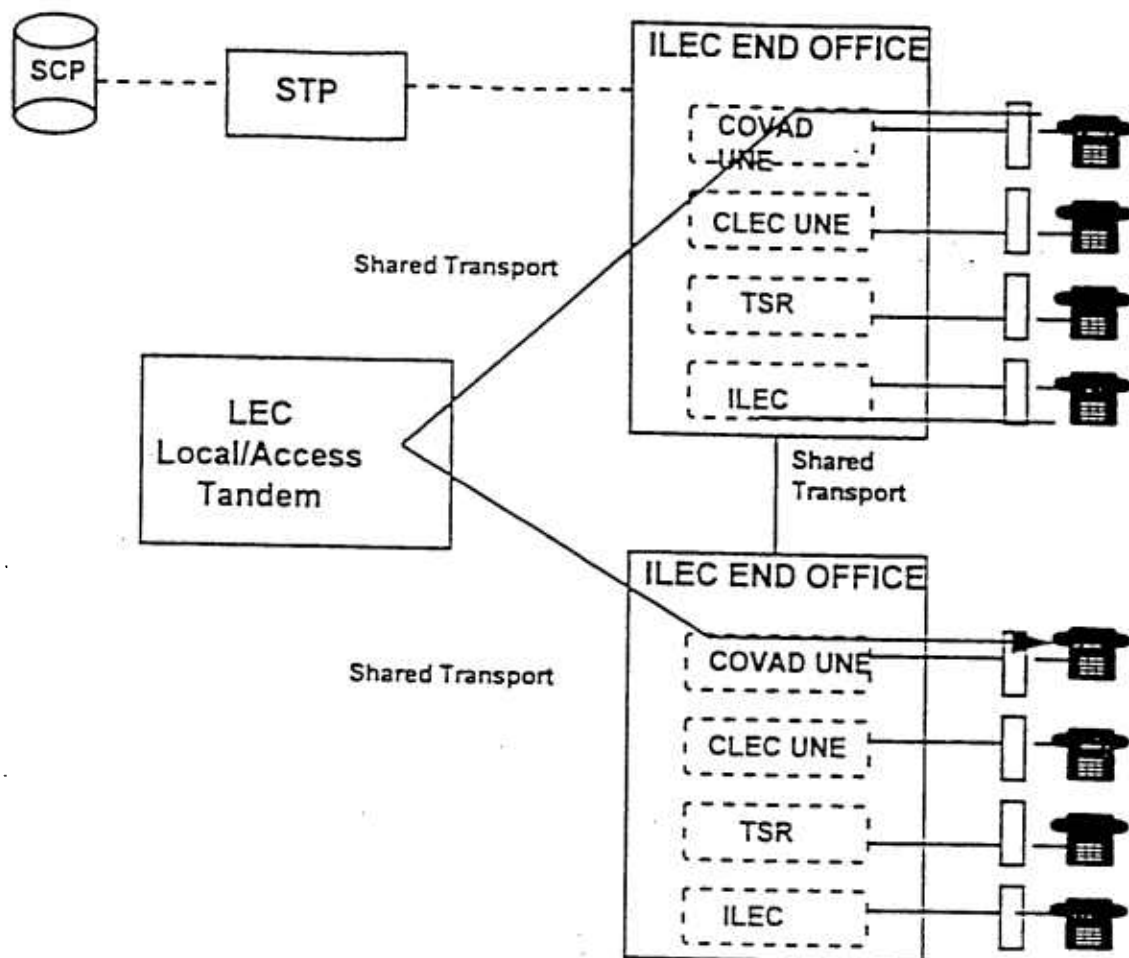 SCP
STP
ILEC END OFFICE
COVAD
UNE
CLEC UNE
TSR
ILEC
Shared Transport
LEC
Local/Access
Tandem
Shared
Transport
ILEC END OFFICE
Shared Transport
COVAD UNE
CLEC UNE
TSR
ILEC